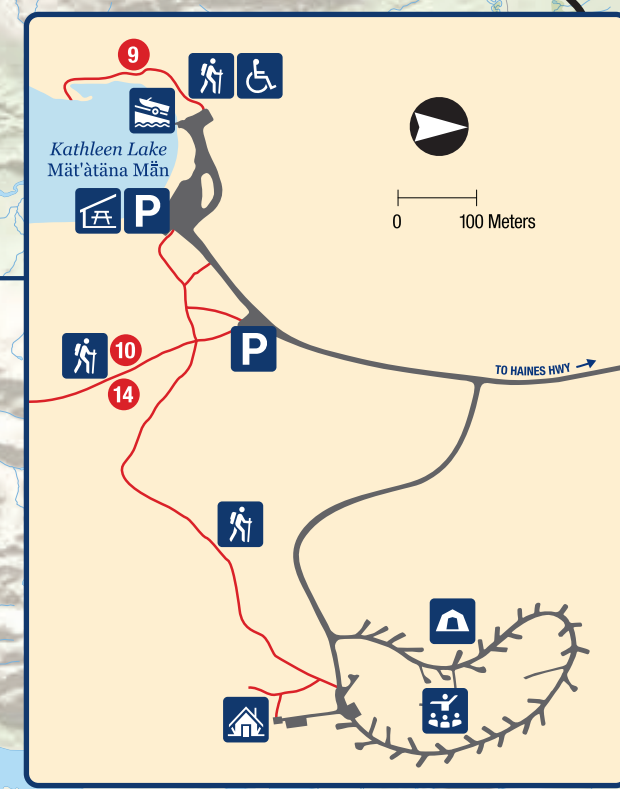 9
Kathleen Lake
Mät'àtäna Män
P
0 100 Meters
10
P
TO HAINES HWY
14